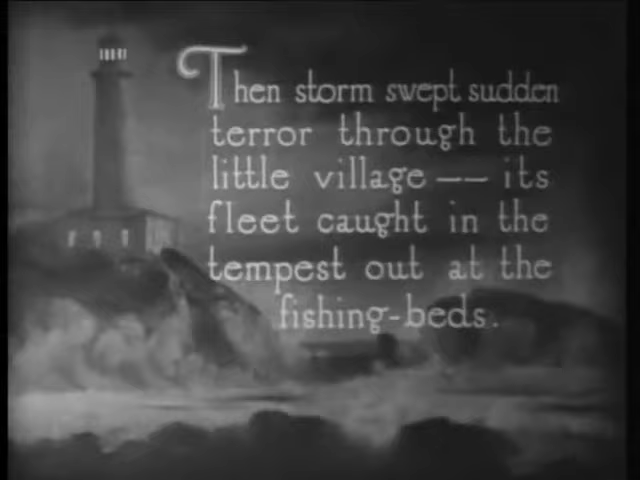 Then storm swept sudden
terror through the
little village —— its
fleet caught in the
tempest out at the
fishing-beds.